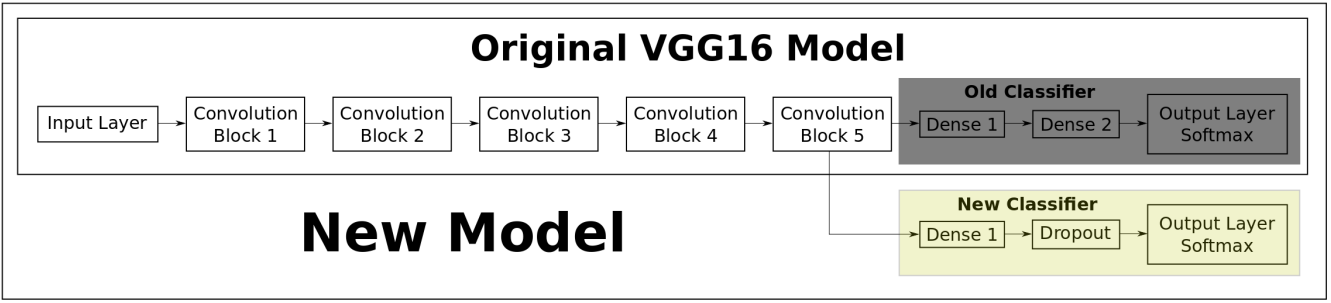 Original VGG16 Model
Input Layer
Convolution
Block 1
Convolution
Block 2
Convolution
Block 3
Convolution
Block 4
Convolution
Block 5
Old Classifier
Dense 1
Dense 2
Output Layer
Softmax
New Model
New Classifier
Dense 1
Dropout
Output Layer
Softmax